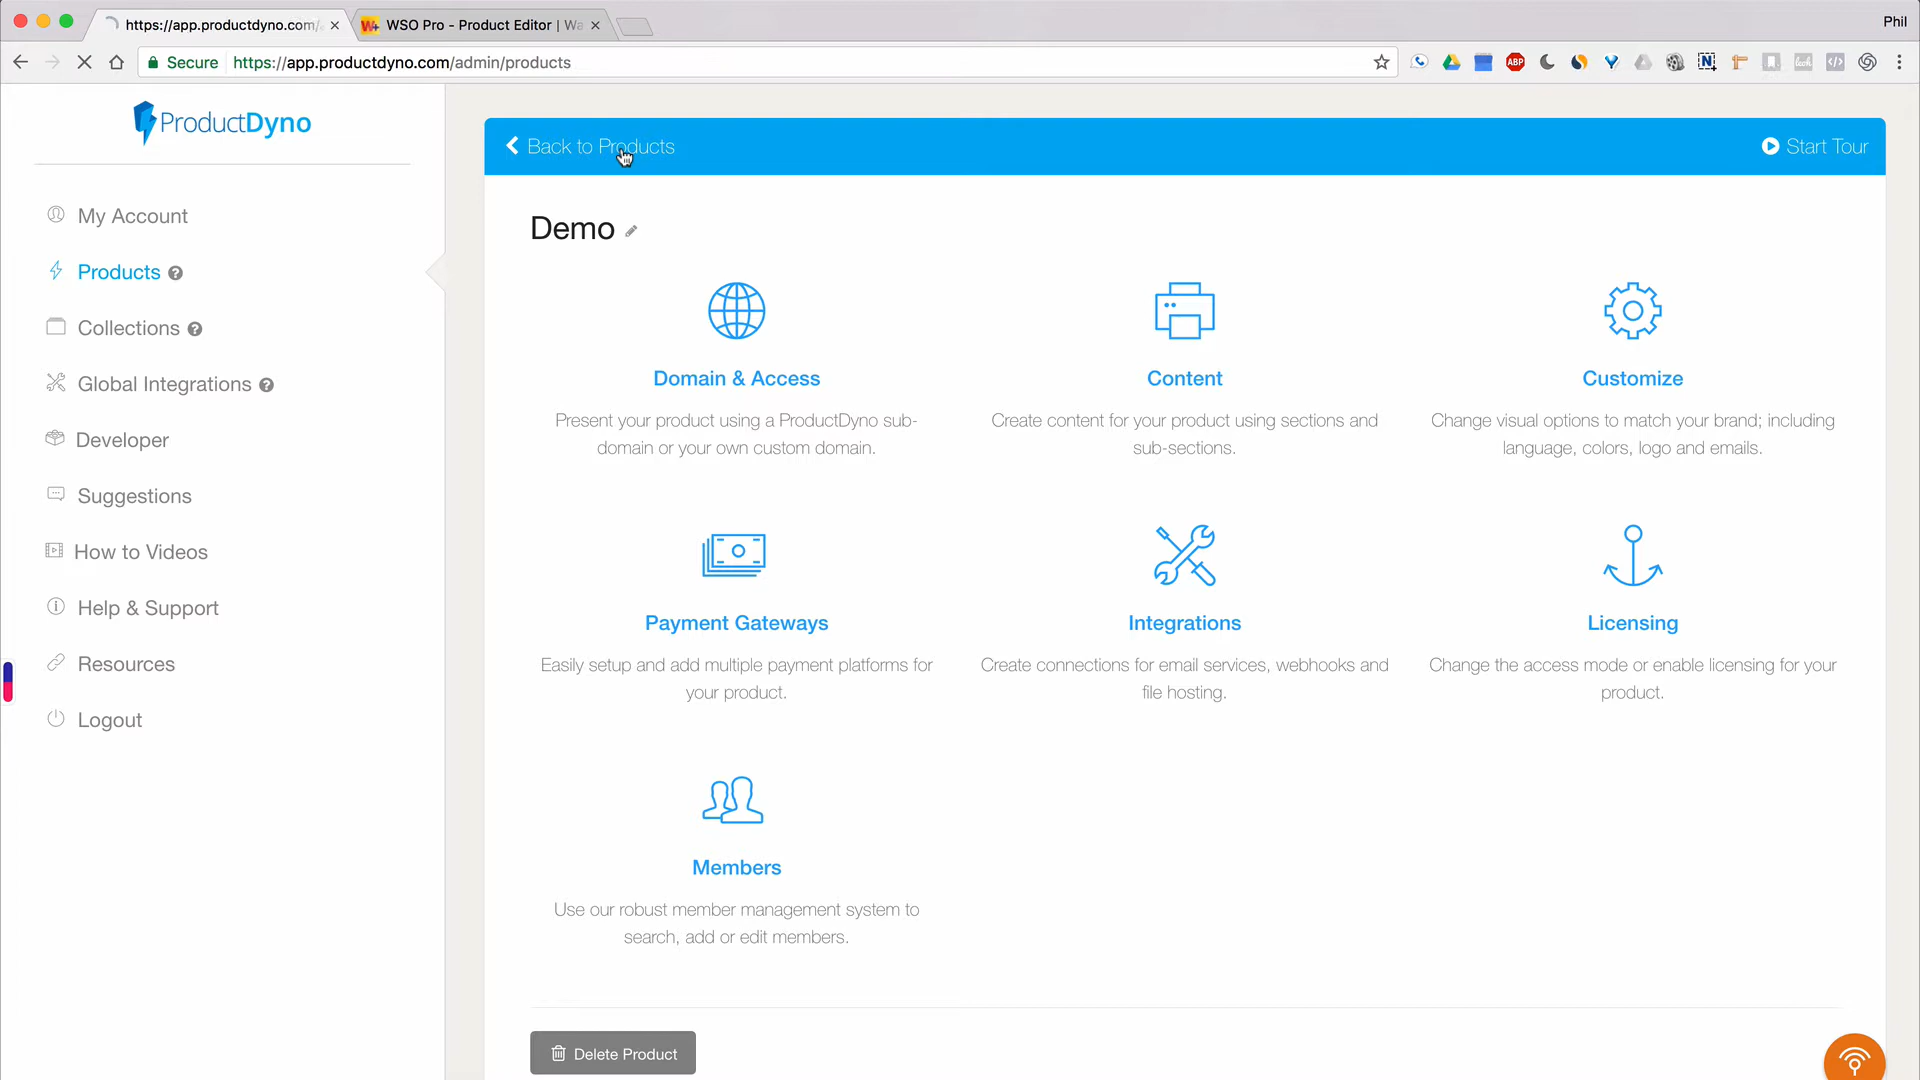 https://app.productdyno.com/
WSO Pro - Product Editor | Wa
Phil
Secure https://app.productdyno.com/admin/products
ABP
N
ProductDyno
Back to Products
Start Tour
My Account
Products ?
Collections ?
Global Integrations ?
Developer
Suggestions
How to Videos
Help & Support
Resources
Logout
Demo
Domain & Access
Present your product using a ProductDyno sub-
domain or your own custom domain.
Content
Create content for your product using sections and
sub-sections.
Customize
Change visual options to match your brand; including
language, colors, logo and emails.
Payment Gateways
Easily setup and add multiple payment platforms for
your product.
Integrations
Create connections for email services, webhooks and
file hosting.
Licensing
Change the access mode or enable licensing for your
product.
Members
Use our robust member management system to
search, add or edit members.
Delete Product